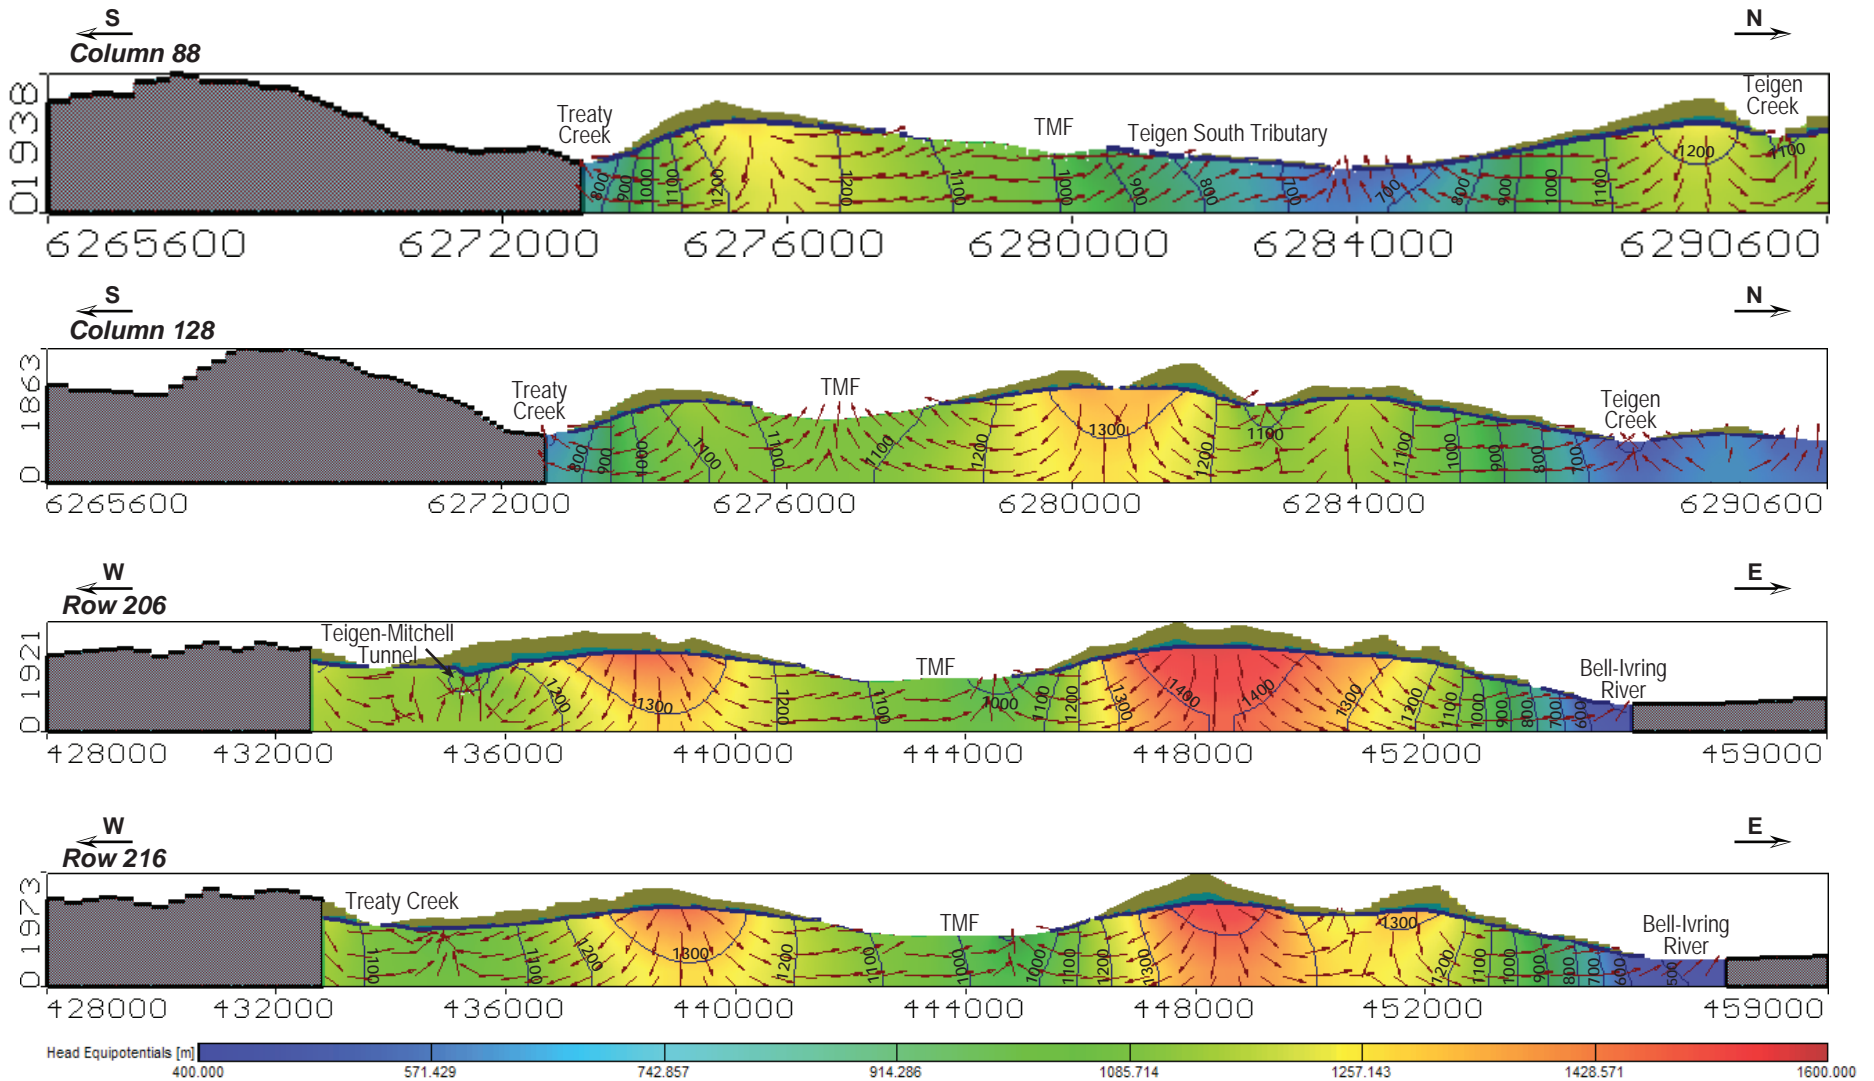 S
N
Column 88
01938
Treaty
Creek
TMF
Teigen South Tributary
Teigen
Creek
800
900
1000
1100
1200
1200
1100
1000
900
800
700
700
800
900
1000
1100
1200
1100
6265600 6272000 6276000 6280000 6284000 6290600
S
N
Column 128
0 1863
Treaty
Creek
TMF
Teigen
Creek
800
900
1000
1100
1100
1100
1200
1300
1200
1100
1100
1000
900
800
700
6265600 6272000 6276000 6280000 6284000 6290600
W
E
Row 206
0 1921
Teigen-Mitchell
Tunnel
TMF
Bell-Ivring
River
1200
1300
1200
1100
1000
1100
1200
1300
1400
1400
1300
1200
1100
1000
900
800
700
600
428000 432000 436000 440000 444000 448000 452000 459000
W
E
Row 216
0 1973
Treaty Creek
TMF
Bell-Ivring
River
1100
1100
1200
1300
1200
1100
1000
1000
1100
1200
1300
1300
1200
1100
1000
900
800
700
600
500
428000 432000 436000 440000 444000 448000 452000 459000
Head Equipotentials [m]
400.000 571.429 742.857 914.286 1085.714 1257.143 1428.571 1600.000